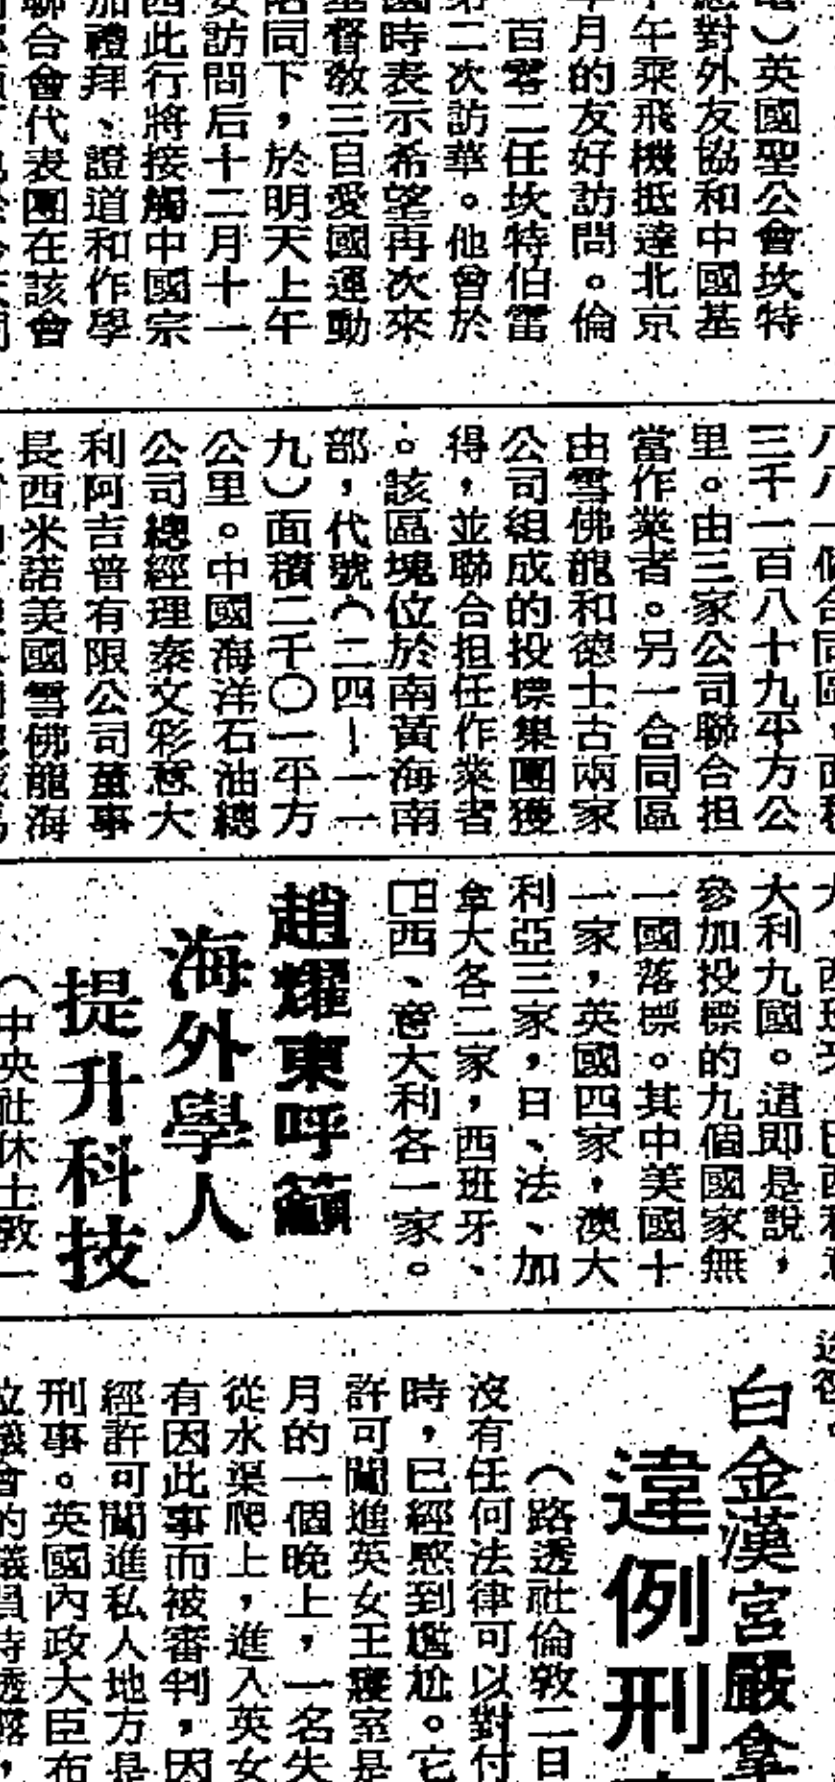 電）英國聖公會坎特
應對外友協和中國基
下午乘飛機抵達北京
年月的友好訪問。倫
百零二任坎特伯雷
第二次訪華。他曾於
園時表示希望再次來
基督教三自愛國運動
陪同下，於明天上午
安訪問后十二月十一
西此行將接觸中國宗
加禮拜、證道和作學
聯合會代表團在該會
三千一百八十九平方公
里。由三家公司聯合担
當作業者。另一合同區
由雪佛龍和德士古兩家
公司組成的投標集團獲
得，並聯合担任作業者
。該區塊位於南黃海南
部，代號（二四—一一
九）面積二千〇一平方
公里。中國海洋石油總
公司總經理秦文彩意大
利阿吉普有限公司董事
長西米諾美國雪佛龍海
大利九國。這即是說，
參加投標的九個國家無
一國落標。其中美國十
一家，英國四家，澳大
利亞三家，日、法、加
拿大各二家，西班牙、
巴西、意大利各一家。
趙耀東呼籲
海外學人
提升科技
（中央社休士敦一
白金漢宮嚴拿
違例刑
（路透社倫敦二日
沒有任何法律可以對付
時，已經感到尷尬。它
許可闖進英女王寢室是
月的一個晚上，一名失
從水渠爬上，進入英女
有因此事而被審判，因
經許可闖進私人地方是
刑事。英國內政大臣布
位議會的議員時透露，